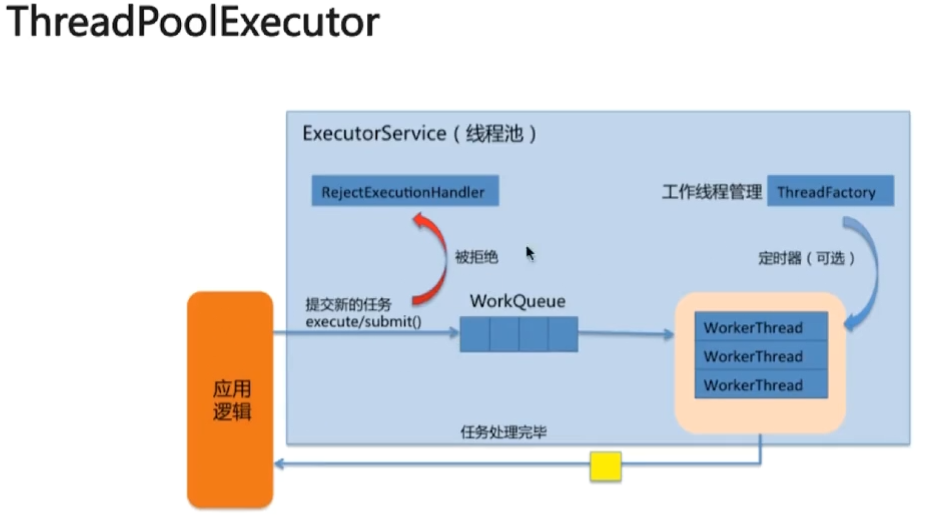 ThreadPoolExecutor
ExecutorService（线程池）
RejectExecutionHandler
工作线程管理 ThreadFactory
被拒绝
定时器（可选）
提交新的任务
execute/submit()
WorkQueue
WorkerThread
WorkerThread
WorkerThread
应用
逻辑
任务处理完毕